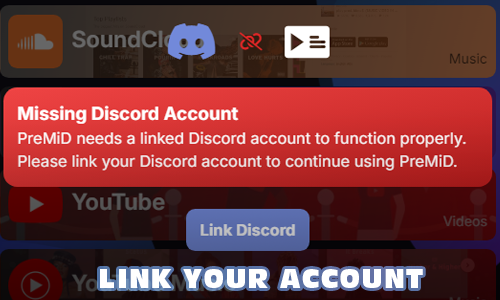 SoundClo
Music
Missing Discord Account
PreMiD needs a linked Discord account to function properly.
Please link your Discord account to continue using PreMiD.
YouTube
Videos
Link Discord
LINK YOUR ACCOUNT